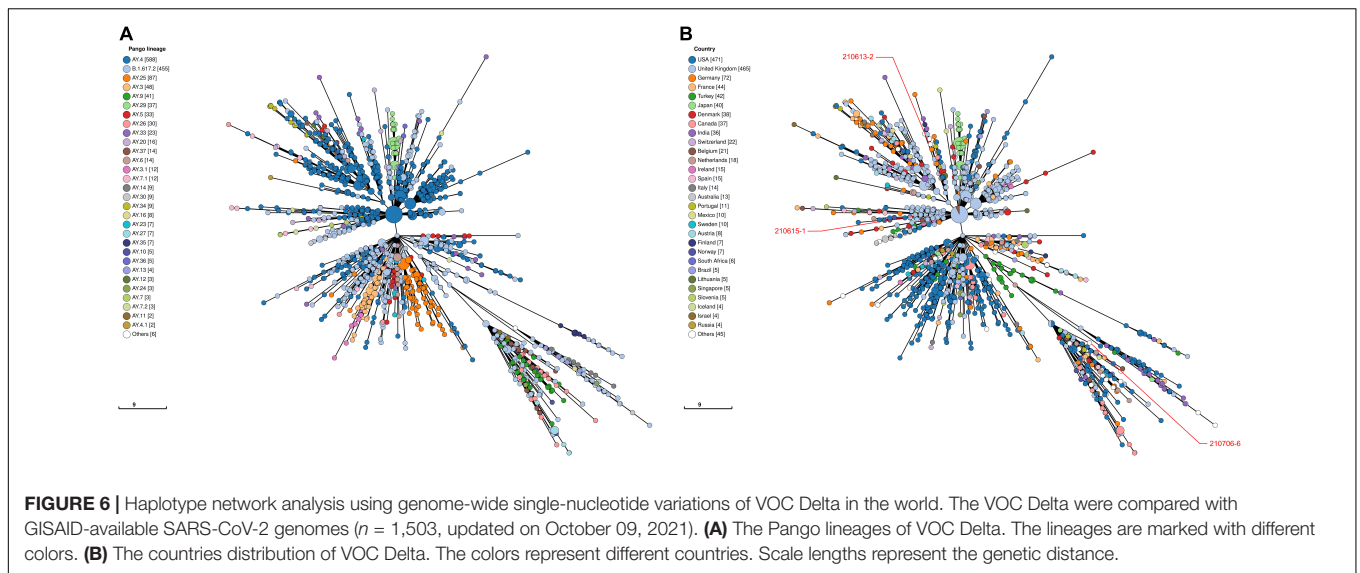 A
Pango lineage
AY.4 [588]
B.1.617.2 [455]
AY.25 [87]
AY.3 [48]
AY.9 [41]
AY.29 [37]
AY.5 [33]
AY.26 [30]
AY.33 [23]
AY.20 [16]
AY.37 [14]
AY.6 [14]
AY.3.1 [12]
AY.7.1 [12]
AY.14 [9]
AY.30 [9]
AY.34 [9]
AY.16 [8]
AY.23 [7]
AY.27 [7]
AY.35 [7]
AY.10 [5]
AY.36 [5]
AY.13 [4]
AY.12 [3]
AY.24 [3]
AY.7 [3]
AY.7.2 [3]
AY.11 [2]
AY.4.1 [2]
Others [6]
9
B
Country
USA [471]
United Kingdom [465]
Germany [72]
France [44]
Turkey [42]
Japan [40]
Denmark [38]
Canada [37]
India [36]
Switzerland [22]
Belgium [21]
Netherlands [18]
Ireland [15]
Spain [15]
Italy [14]
Australia [13]
Portugal [11]
Mexico [10]
Sweden [10]
Austria [8]
Finland [7]
Norway [7]
South Africa [6]
Brazil [5]
Lithuania [5]
Singapore [5]
Slovenia [5]
Iceland [4]
Israel [4]
Russia [4]
Others [45]
9
210613-2
210615-1
210706-6
FIGURE 6 | Haplotype network analysis using genome-wide single-nucleotide variations of VOC Delta in the world. The VOC Delta were compared with
GISAID-available SARS-CoV-2 genomes (n = 1,503, updated on October 09, 2021). (A) The Pango lineages of VOC Delta. The lineages are marked with different
colors. (B) The countries distribution of VOC Delta. The colors represent different countries. Scale lengths represent the genetic distance.